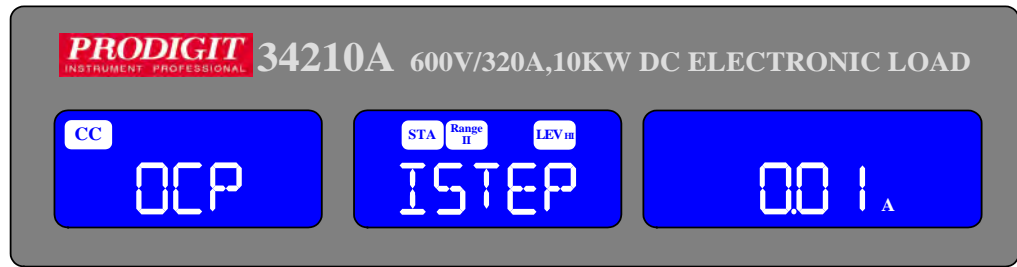 PRODIGIT
INSTRUMENT PROFESSIONAL
34210A 600V/320A,10KW DC ELECTRONIC LOAD
CC
OCP
STA Range II LEV HI
ISTEP
0.01 A